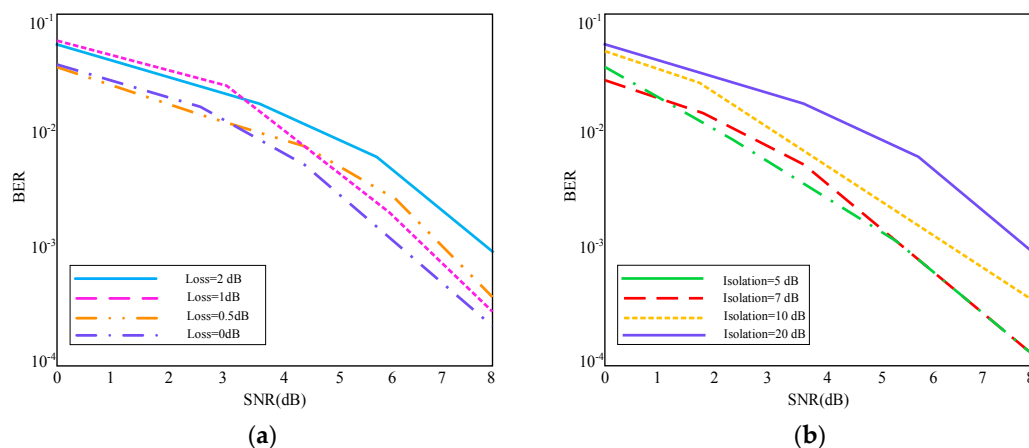 10^-1
10^-2
10^-3
10^-4
BER
Loss=2 dB
Loss=1dB
Loss=0.5dB
Loss=0dB
0 1 2 3 4 5 6 7 8
SNR(dB)
(a)
10^-1
10^-2
10^-3
10^-4
BER
Isolation=5 dB
Isolation=7 dB
Isolation=10 dB
Isolation=20 dB
0 1 2 3 4 5 6 7 8
SNR(dB)
(b)